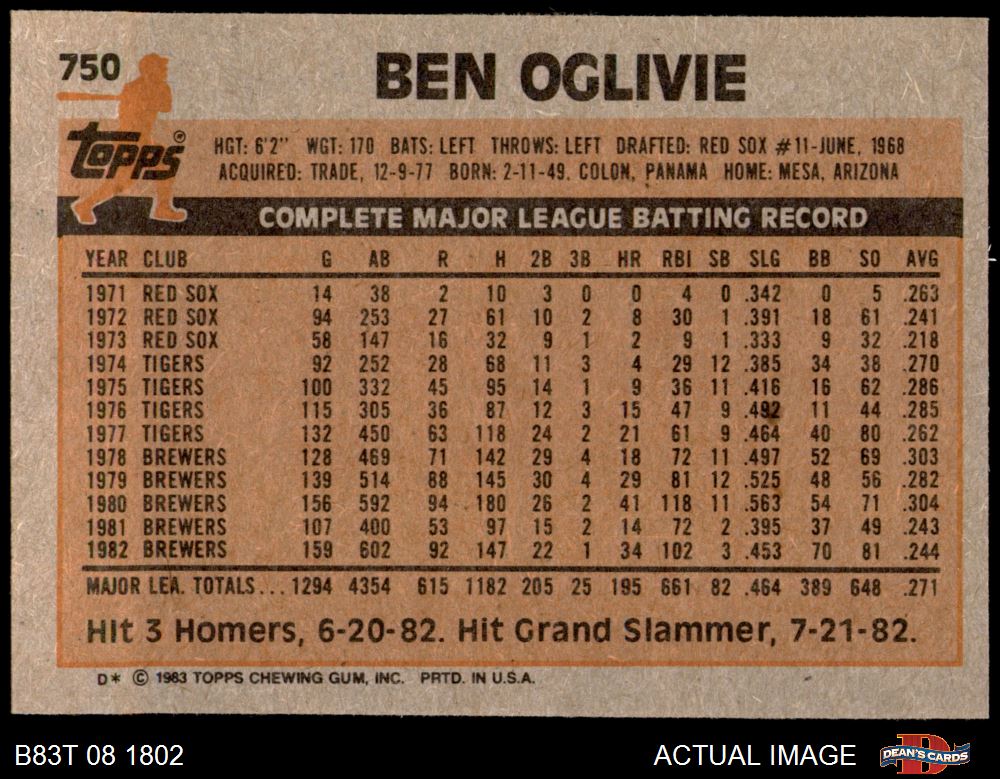 750
BEN OGLIVIE
Topps®
HGT: 6'2" WGT: 170 BATS: LEFT THROWS: LEFT DRAFTED: RED SOX #11-JUNE, 1968
ACQUIRED: TRADE, 12-9-77 BORN: 2-11-49, COLON, PANAMA HOME: MESA, ARIZONA
COMPLETE MAJOR LEAGUE BATTING RECORD
YEAR CLUB G AB R H 2B 3B HR RBI SB SLG BB SO AVG
1971 RED SOX 14 38 2 10 3 0 0 4 0 .342 0 5 .263
1972 RED SOX 94 253 27 61 10 2 8 30 1 .391 18 61 .241
1973 RED SOX 58 147 16 32 9 1 2 9 1 .333 9 32 .218
1974 TIGERS 92 252 28 68 11 3 4 29 12 .385 34 38 .270
1975 TIGERS 100 332 45 95 14 1 9 36 11 .416 16 62 .286
1976 TIGERS 115 305 36 87 12 3 15 47 9 .492 11 44 .285
1977 TIGERS 132 450 63 118 24 2 21 61 9 .464 40 80 .262
1978 BREWERS 128 469 71 142 29 4 18 72 11 .497 52 69 .303
1979 BREWERS 139 514 88 145 30 4 29 81 12 .525 48 56 .282
1980 BREWERS 156 592 94 180 26 2 41 118 11 .563 54 71 .304
1981 BREWERS 107 400 53 97 15 2 14 72 2 .395 37 49 .243
1982 BREWERS 159 602 92 147 22 1 34 102 3 .453 70 81 .244
MAJOR LEA. TOTALS... 1294 4354 615 1182 205 25 195 661 82 .464 389 648 .271
Hit 3 Homers, 6-20-82. Hit Grand Slammer, 7-21-82.
D* © 1983 TOPPS CHEWING GUM, INC. PRTD. IN U.S.A.
B83T 08 1802 ACTUAL IMAGE DEAN'S CARDS